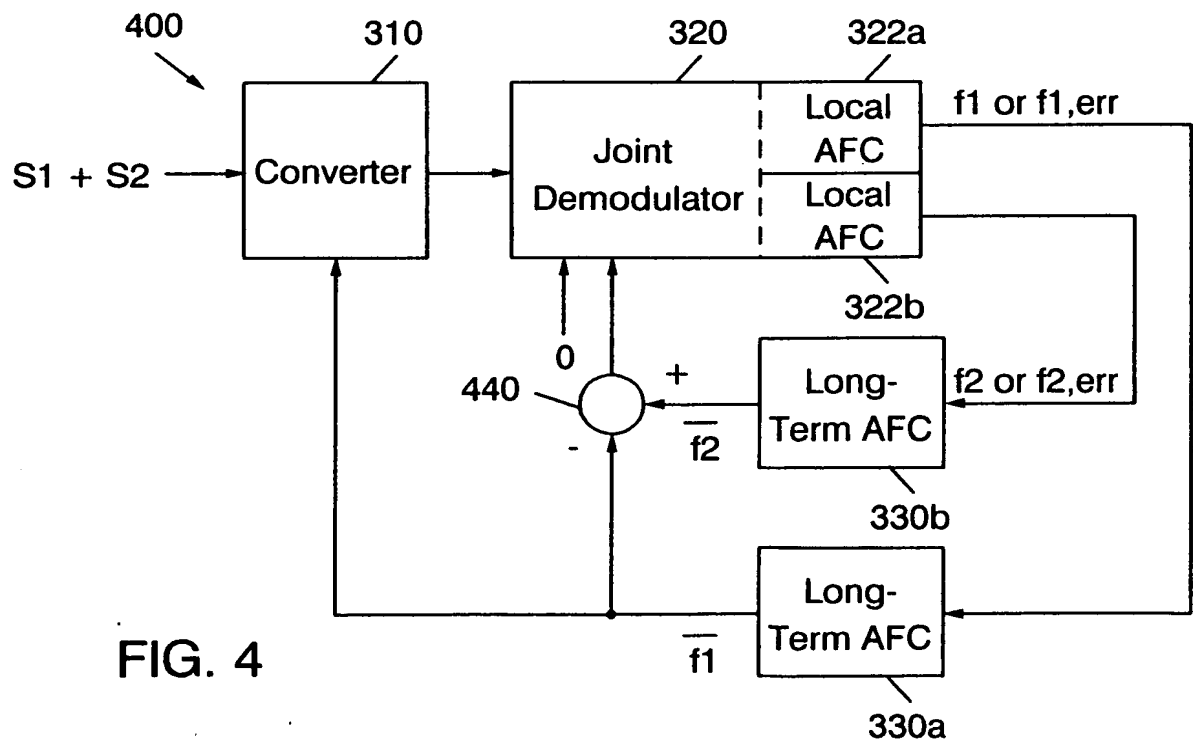 400
310
320
322a
S1 + S2
Converter
Joint
Demodulator
Local
AFC
Local
AFC
f1 or f1,err
322b
0
440
+
-
f2
Long-
Term AFC
f2 or f2,err
330b
f1
Long-
Term AFC
330a
FIG. 4